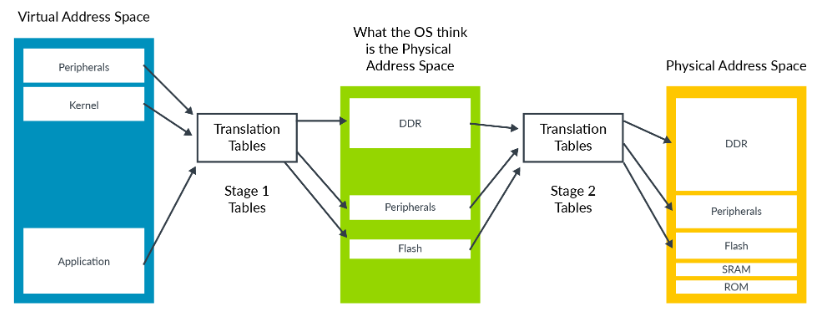 Virtual Address Space
Peripherals
Kernel
Application
Translation
Tables
Stage 1
Tables
What the OS think
is the Physical
Address Space
DDR
Peripherals
Flash
Translation
Tables
Stage 2
Tables
Physical Address Space
DDR
Peripherals
Flash
SRAM
ROM